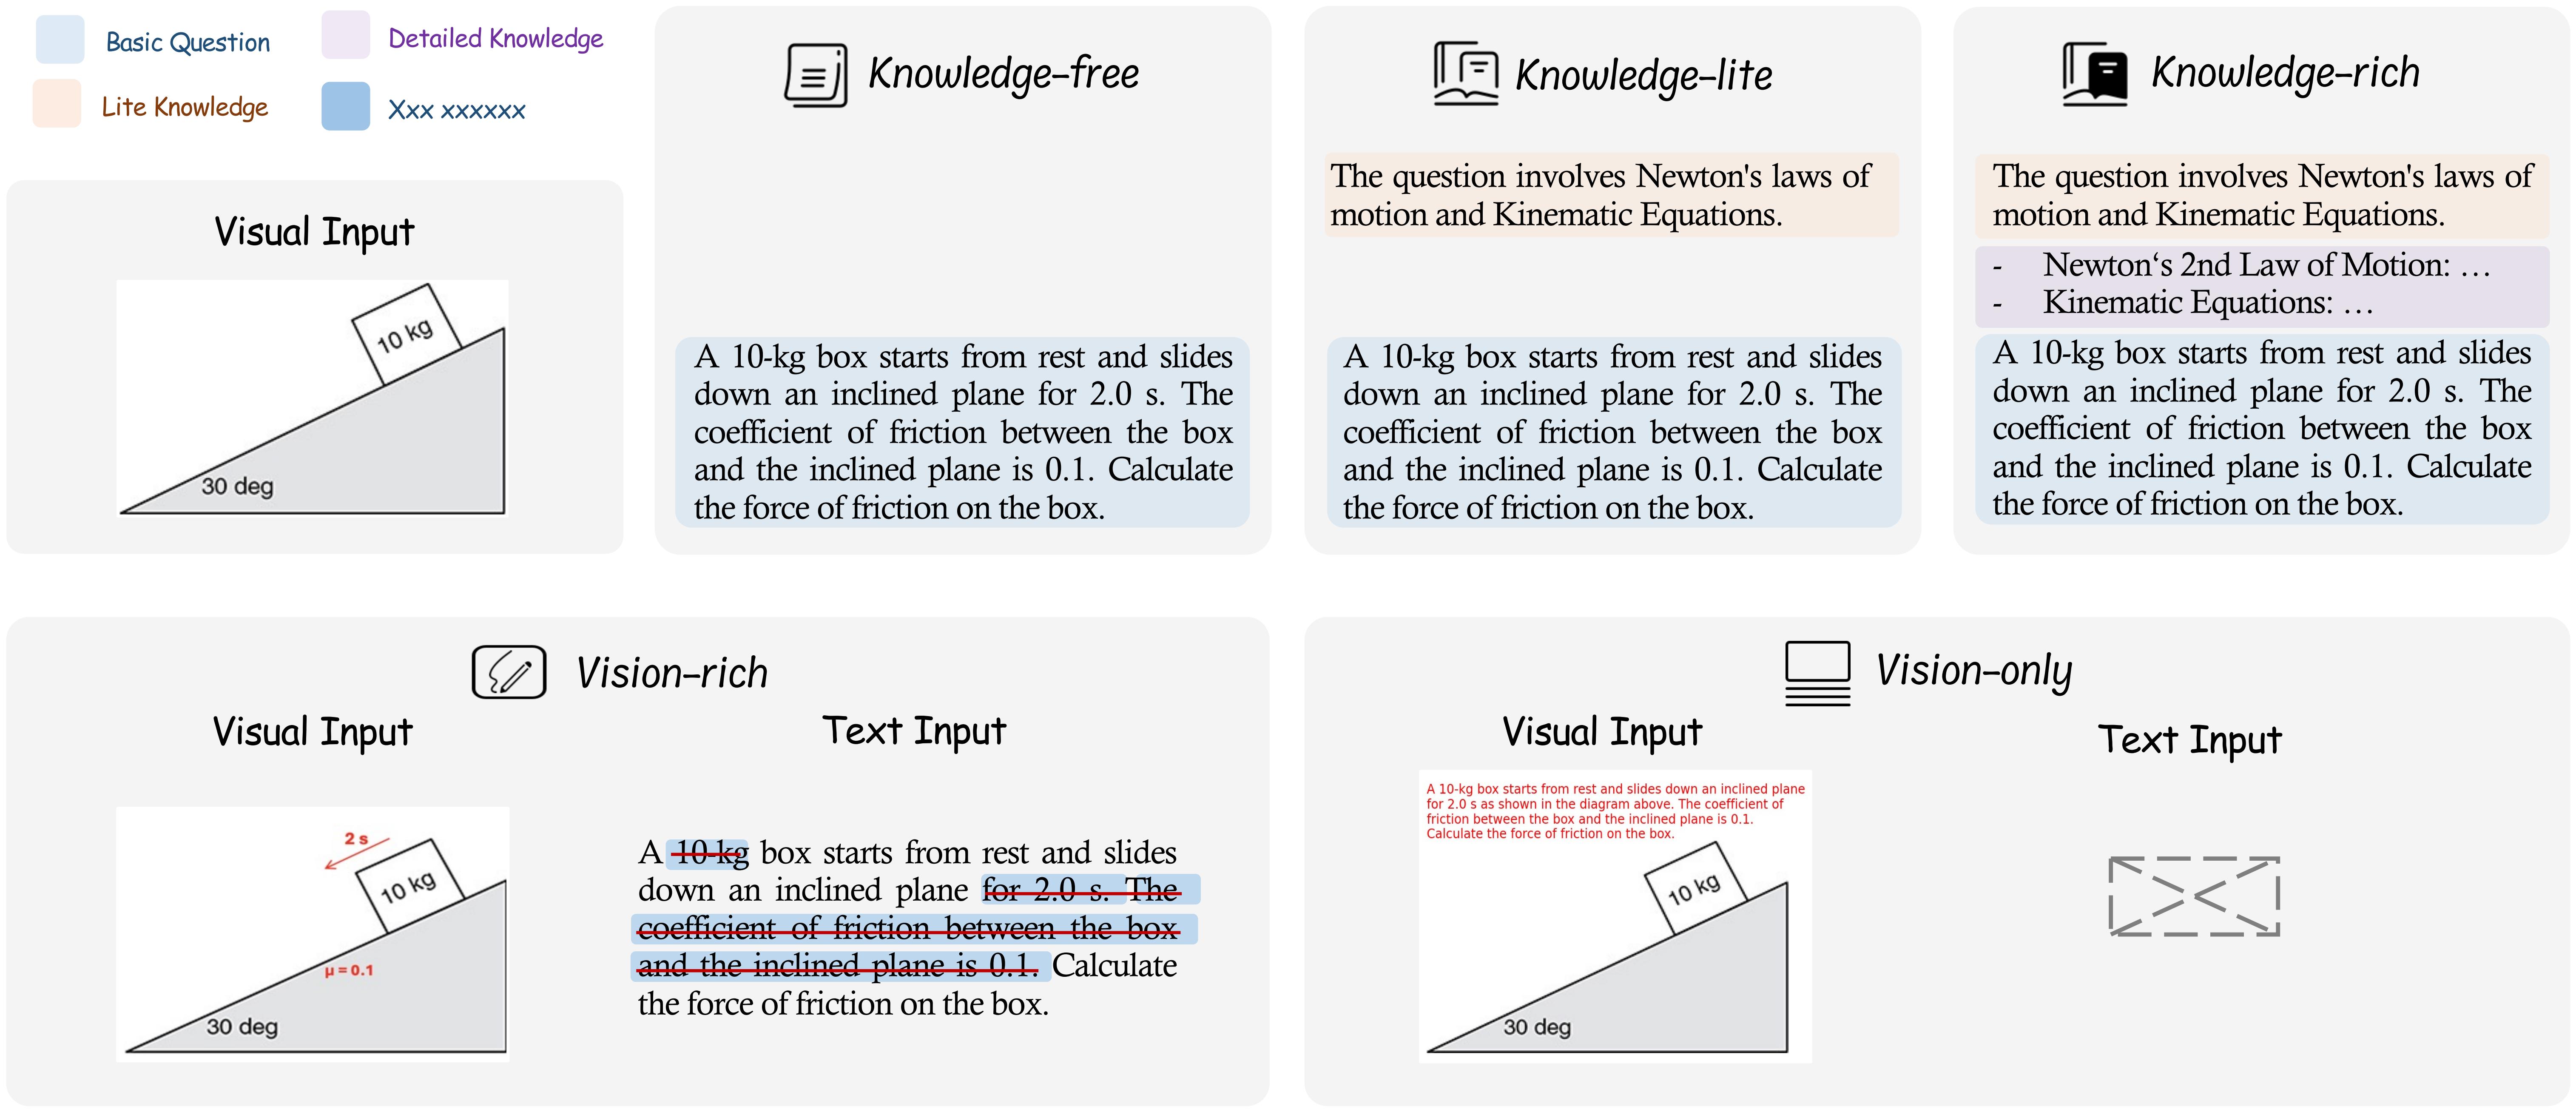 Basic Question
Detailed Knowledge
Lite Knowledge
Xxx xxxxxx
Visual Input
10 kg
30 deg
Knowledge-free
A 10-kg box starts from rest and slides
down an inclined plane for 2.0 s. The
coefficient of friction between the box
and the inclined plane is 0.1. Calculate
the force of friction on the box.
Knowledge-lite
The question involves Newton's laws of
motion and Kinematic Equations.
A 10-kg box starts from rest and slides
down an inclined plane for 2.0 s. The
coefficient of friction between the box
and the inclined plane is 0.1. Calculate
the force of friction on the box.
Knowledge-rich
The question involves Newton's laws of
motion and Kinematic Equations.
- Newton‘s 2nd Law of Motion: …
- Kinematic Equations: …
A 10-kg box starts from rest and slides
down an inclined plane for 2.0 s. The
coefficient of friction between the box
and the inclined plane is 0.1. Calculate
the force of friction on the box.
Vision-rich
Visual Input
2 s
10 kg
μ = 0.1
30 deg
Text Input
A 10-kg box starts from rest and slides
down an inclined plane for 2.0 s. The
coefficient of friction between the box
and the inclined plane is 0.1. Calculate
the force of friction on the box.
Vision-only
Visual Input
A 10-kg box starts from rest and slides down an inclined plane
for 2.0 s as shown in the diagram above. The coefficient of
friction between the box and the inclined plane is 0.1.
Calculate the force of friction on the box.
10 kg
30 deg
Text Input